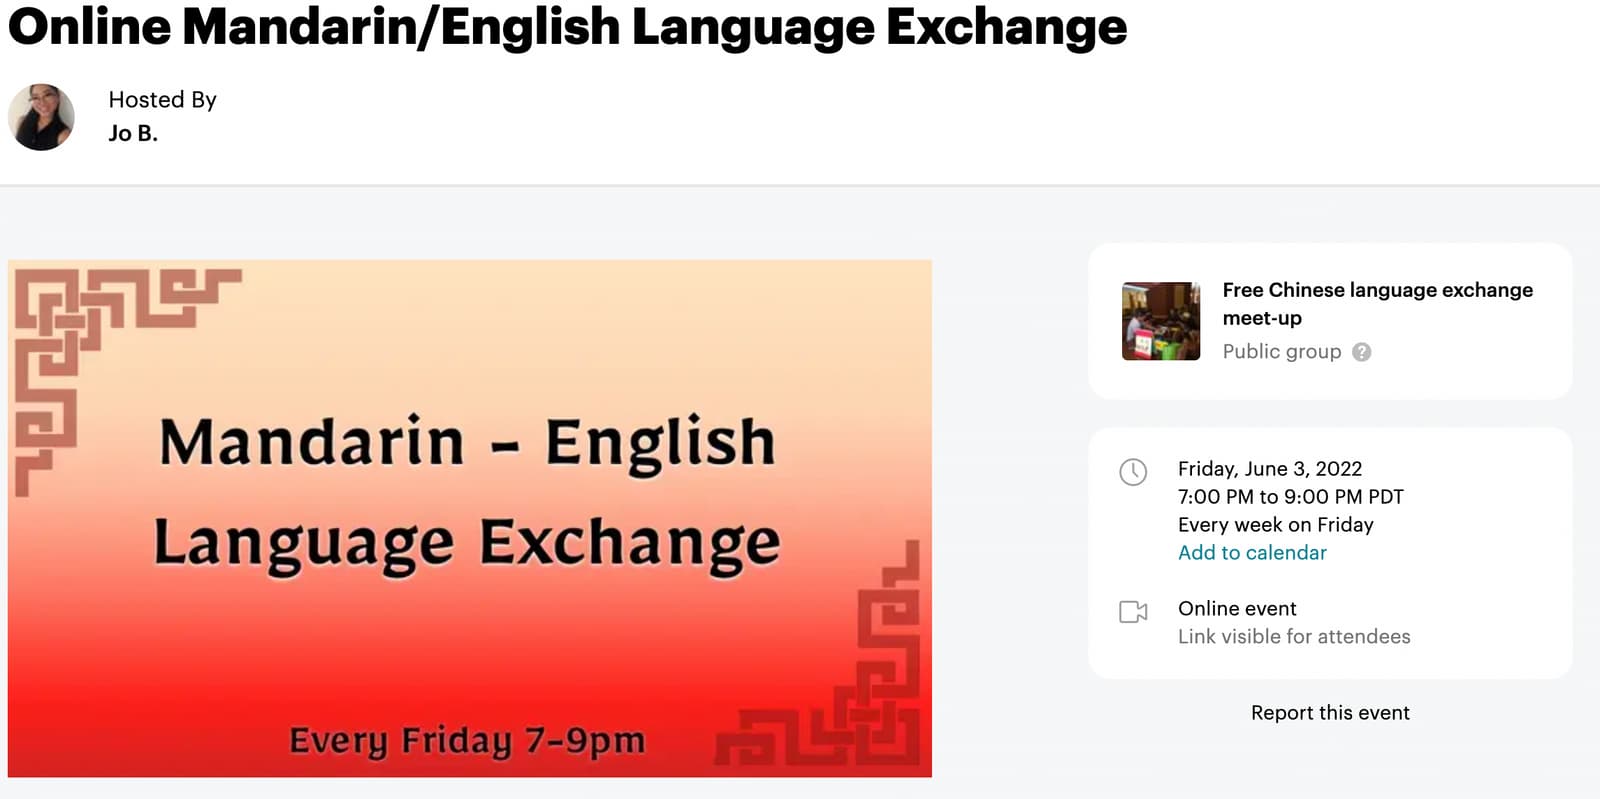 Online Mandarin/English Language Exchange
Hosted By
Jo B.
Mandarin - English
Language Exchange
Every Friday 7-9pm
Free Chinese language exchange
meet-up
Public group ?
Friday, June 3, 2022
7:00 PM to 9:00 PM PDT
Every week on Friday
Add to calendar
Online event
Link visible for attendees
Report this event